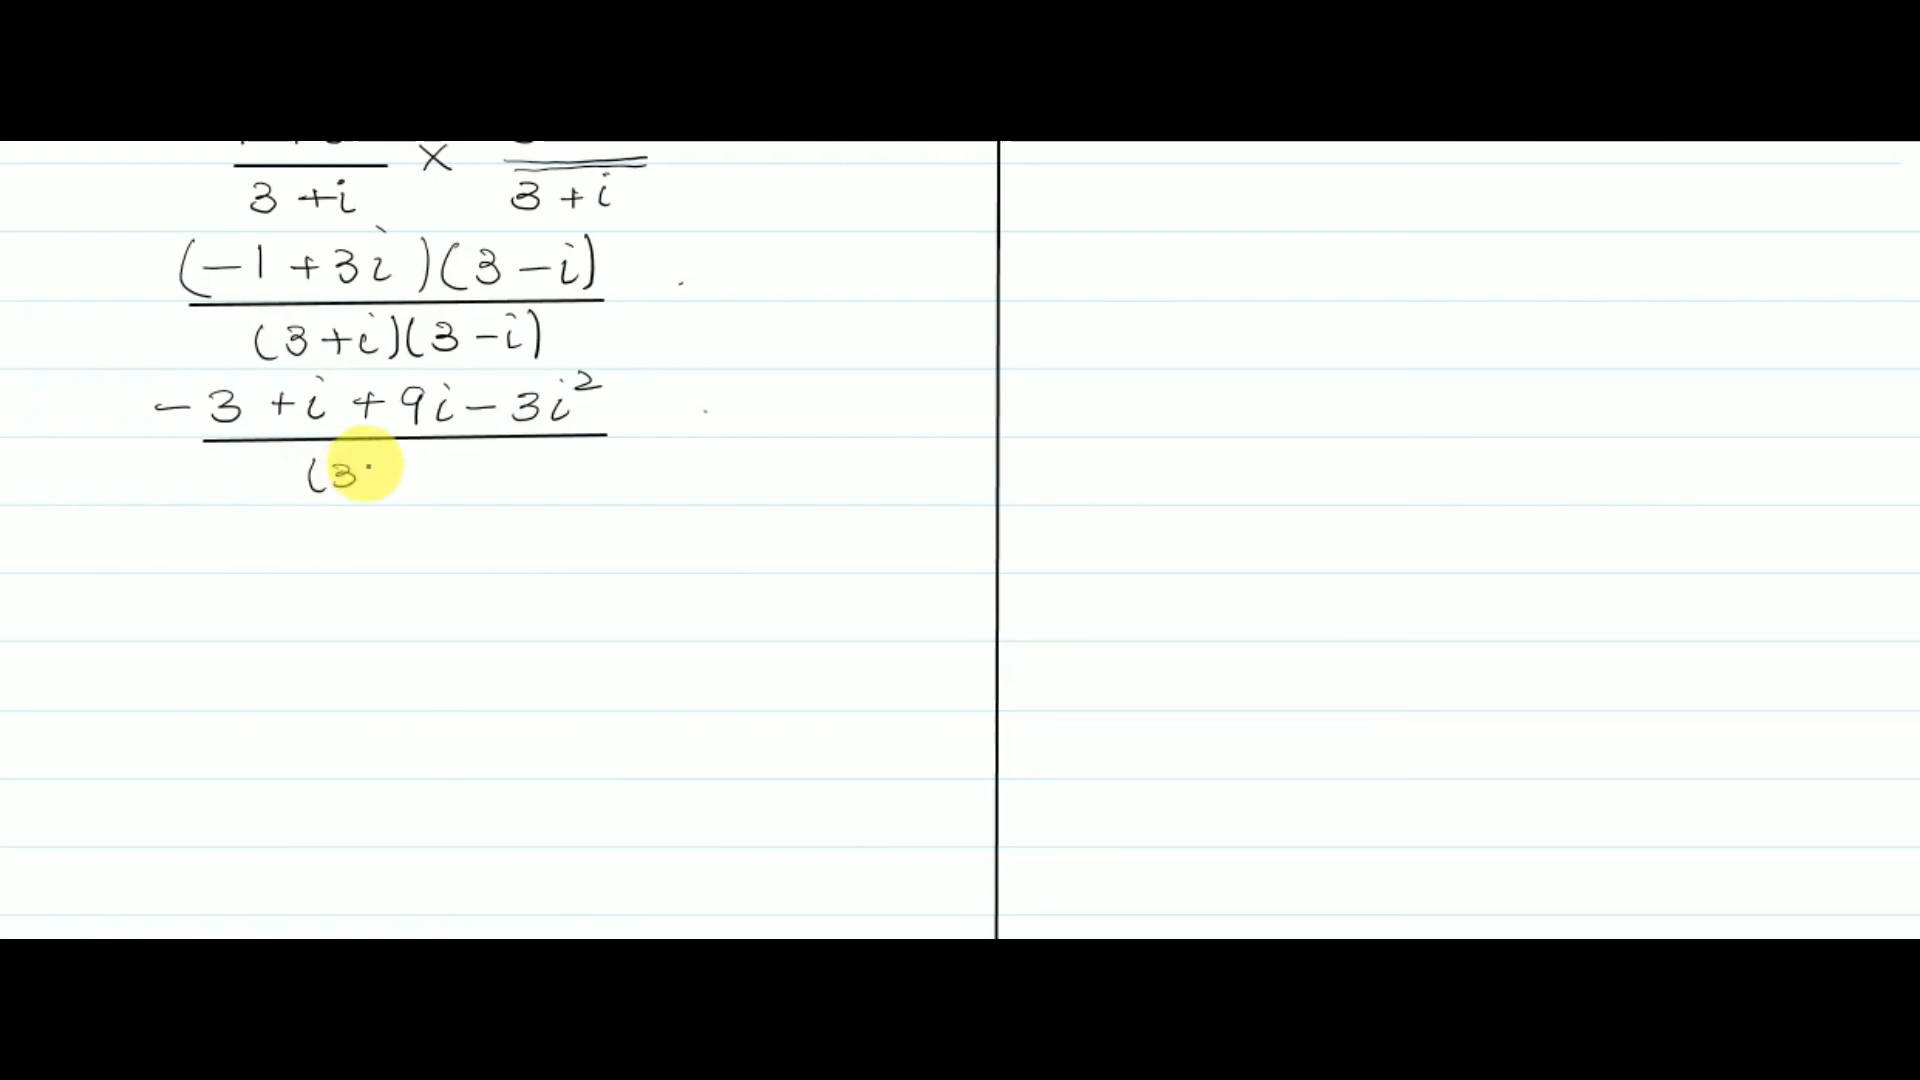 3 + i × 3 + i
(-1 + 3i)(3 - i)
(3 + i)(3 - i)
-3 + i + 9i - 3i²
(3